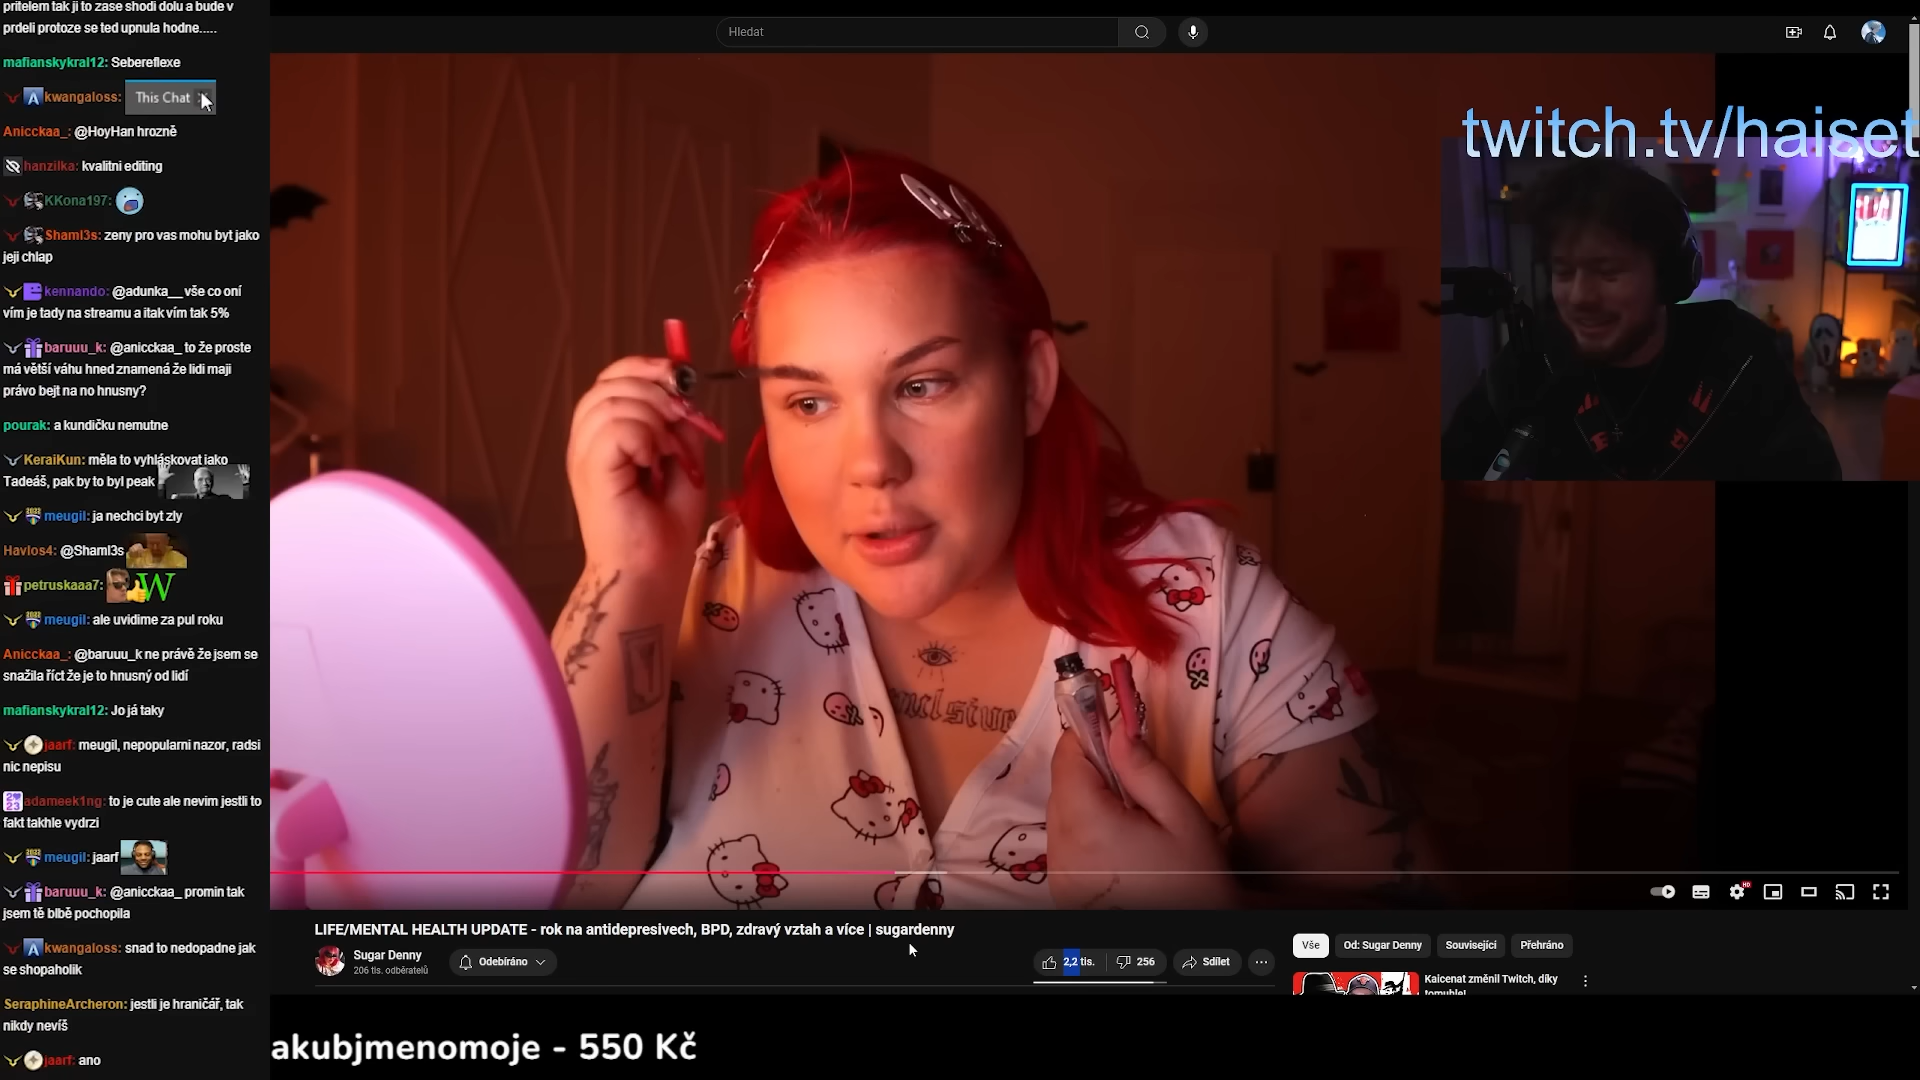 pritelem tak ji to zase shodi dolu a bude v
prdeli protoze se ted upnula hodne.....
mafianskykral12: Sebereflexe
kwangaloss: This Chat
Anicckaa_: @HoyHan hrozně
hanzilka: kvalitni editing
KKona197:
Shaml3s: zeny pro vas mohu byt jako
jeji chlap
kennando: @adunka__ vše co oní
vím je tady na streamu a itak vím tak 5%
baruuu_k: @anicckaa_ to že proste
má větší váhu hned znamená že lidi maji
právo bejt na no hnusny?
pourak: a kundičku nemutne
KeraiKun: měla to vyhláskovat jako
Tadeáš, pak by to byl peak
meugil: ja nechci byt zly
Havlos4: @Shaml3s
petruskaaa7: W
meugil: ale uvidime za pul roku
Anicckaa_: @baruuu_k ne právě že jsem se
snažila říct že je to hnusný od lidí
mafianskykral12: Jo já taky
jaarf: meugil, nepopularni nazor, radsi
nic nepisu
adameek1ng: to je cute ale nevim jestli to
fakt takhle vydrzi
meugil: jaarf
baruuu_k: @anicckaa_ promin tak
jsem tě blbě pochopila
kwangaloss: snad to nedopadne jak
se shopaholik
SeraphineArcheron: jestli je hraničář, tak
nikdy nevíš
jaarf: ano
Hledat
twitch.tv/haiset
LIFE/MENTAL HEALTH UPDATE - rok na antidepresivech, BPD, zdravý vztah a více | sugardenny
Sugar Denny
206 tis. odběratelů
Odebíráno
2,2 tis.
256
Sdílet
Vše
Od: Sugar Denny
Související
Přehráno
Kaicenat změnil Twitch, díky
tomuhle!
akubjmenomoje - 550 Kč